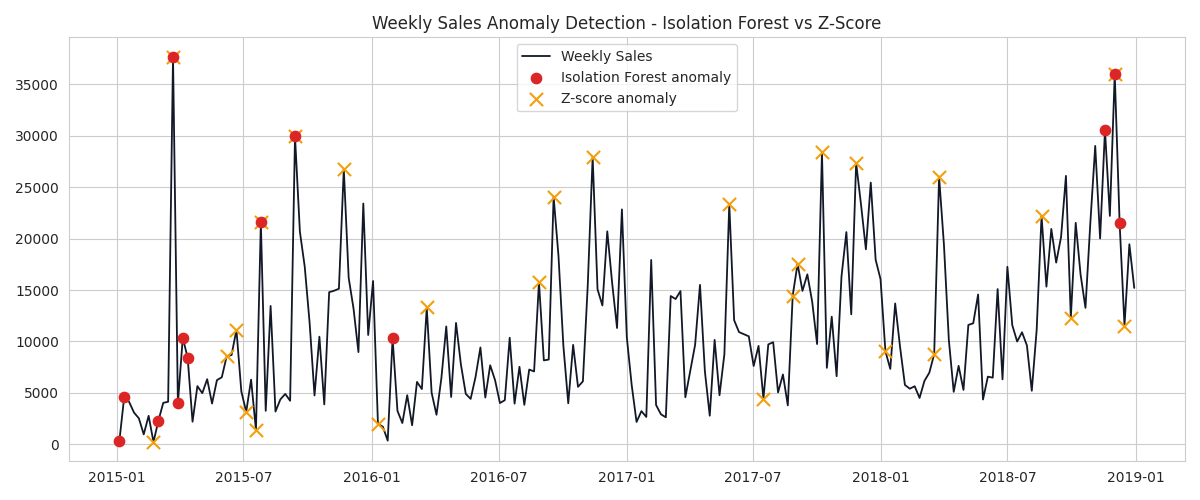 Weekly Sales Anomaly Detection - Isolation Forest vs Z-Score
Weekly Sales
Isolation Forest anomaly
Z-score anomaly
35000
30000
25000
20000
15000
10000
5000
0
2015-01 2015-07 2016-01 2016-07 2017-01 2017-07 2018-01 2018-07 2019-01